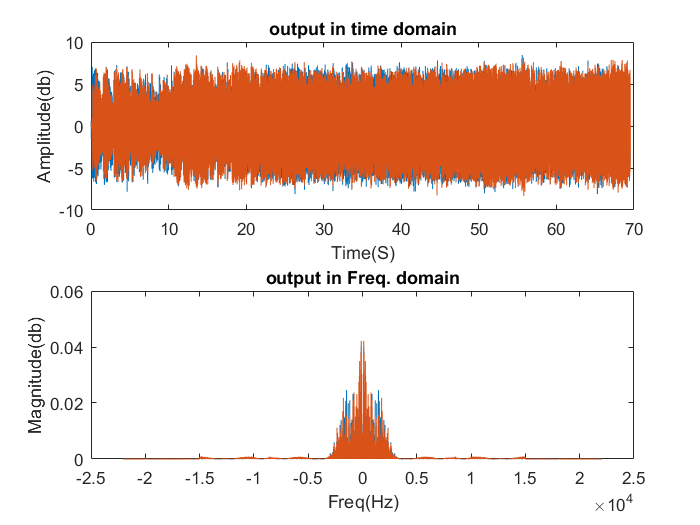 output in time domain
Amplitude(db)
10
5
0
-5
-10
0 10 20 30 40 50 60 70
Time(S)
output in Freq. domain
Magnitude(db)
0.06
0.04
0.02
0
-2.5 -2 -1.5 -1 -0.5 0 0.5 1 1.5 2 2.5
Freq(Hz)
×10⁴